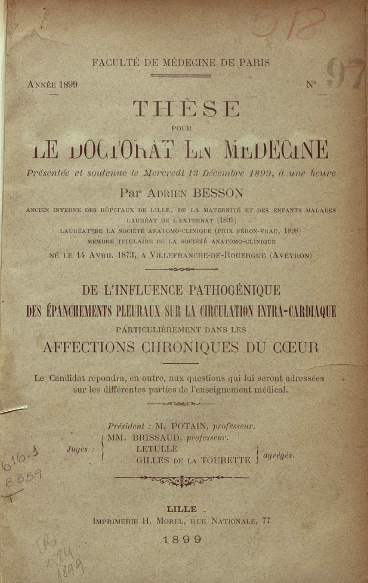 518
FACULTÉ DE MÉDECINE DE PARIS
ANNÉE 1899 N° 97
THÈSE
POUR
LE DOCTORAT EN MÉDECINE
Présentée et soutenue le Mercredi 13 Décembre 1899, à une heure
Par ADRIEN BESSON
ANCIEN INTERNE DES HÔPITAUX DE LILLE, DE LA MATERNITÉ ET DES ENFANTS MALADES
LAURÉAT DE L'EXTERNAT (1895)
LAURÉAT DE LA SOCIÉTÉ ANATOMO-CLINIQUE (PRIX FÉRON-VRAU, 1898)
MEMBRE TITULAIRE DE LA SOCIÉTÉ ANATOMO-CLINIQUE
NÉ LE 14 AVRIL 1873, A VILLEFRANCHE-DE-ROUERGUE (AVEYRON)
DE L'INFLUENCE PATHOGÉNIQUE
DES ÉPANCHEMENTS PLEURAUX SUR LA CIRCULATION INTRA-CARDIAQUE
PARTICULIÈREMENT DANS LES
AFFECTIONS CHRONIQUES DU CŒUR
Le Candidat répondra, en outre, aux questions qui lui seront adressées
sur les différentes parties de l'enseignement médical.
Président : M. POTAIN, professeur.
MM. BRISSAUD, professeur.
Juges : LETULLE
GILLES DE LA TOURETTE agrégés.
616.1
LILLE
IMPRIMERIE H. MOREL, RUE NATIONALE, 77
1899
1899